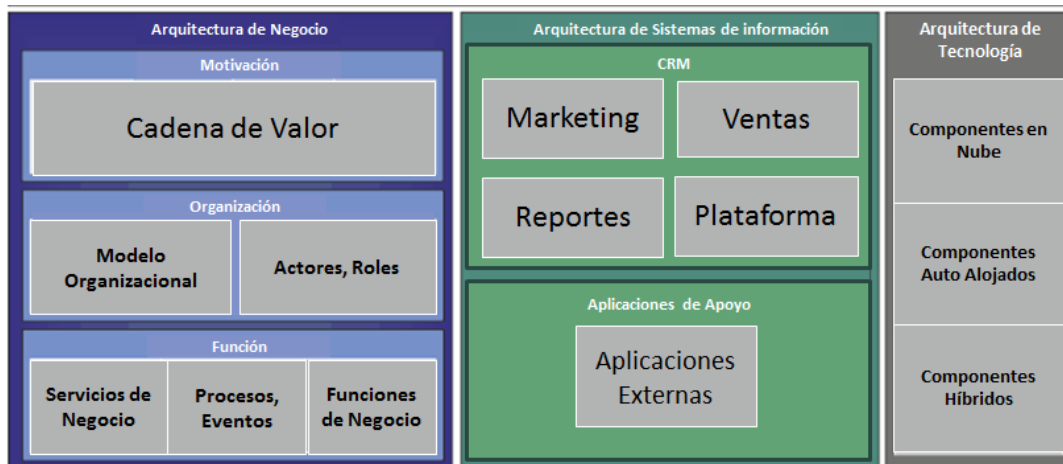 Arquitectura de Negocio
Motivación
Cadena de Valor
Organización
Modelo
Organizacional
Actores, Roles
Función
Servicios de
Negocio
Procesos,
Eventos
Funciones
de Negocio
Arquitectura de Sistemas de información
CRM
Marketing
Ventas
Reportes
Plataforma
Aplicaciones de Apoyo
Aplicaciones
Externas
Arquitectura de
Tecnología
Componentes en
Nube
Componentes
Auto Alojados
Componentes
Híbridos